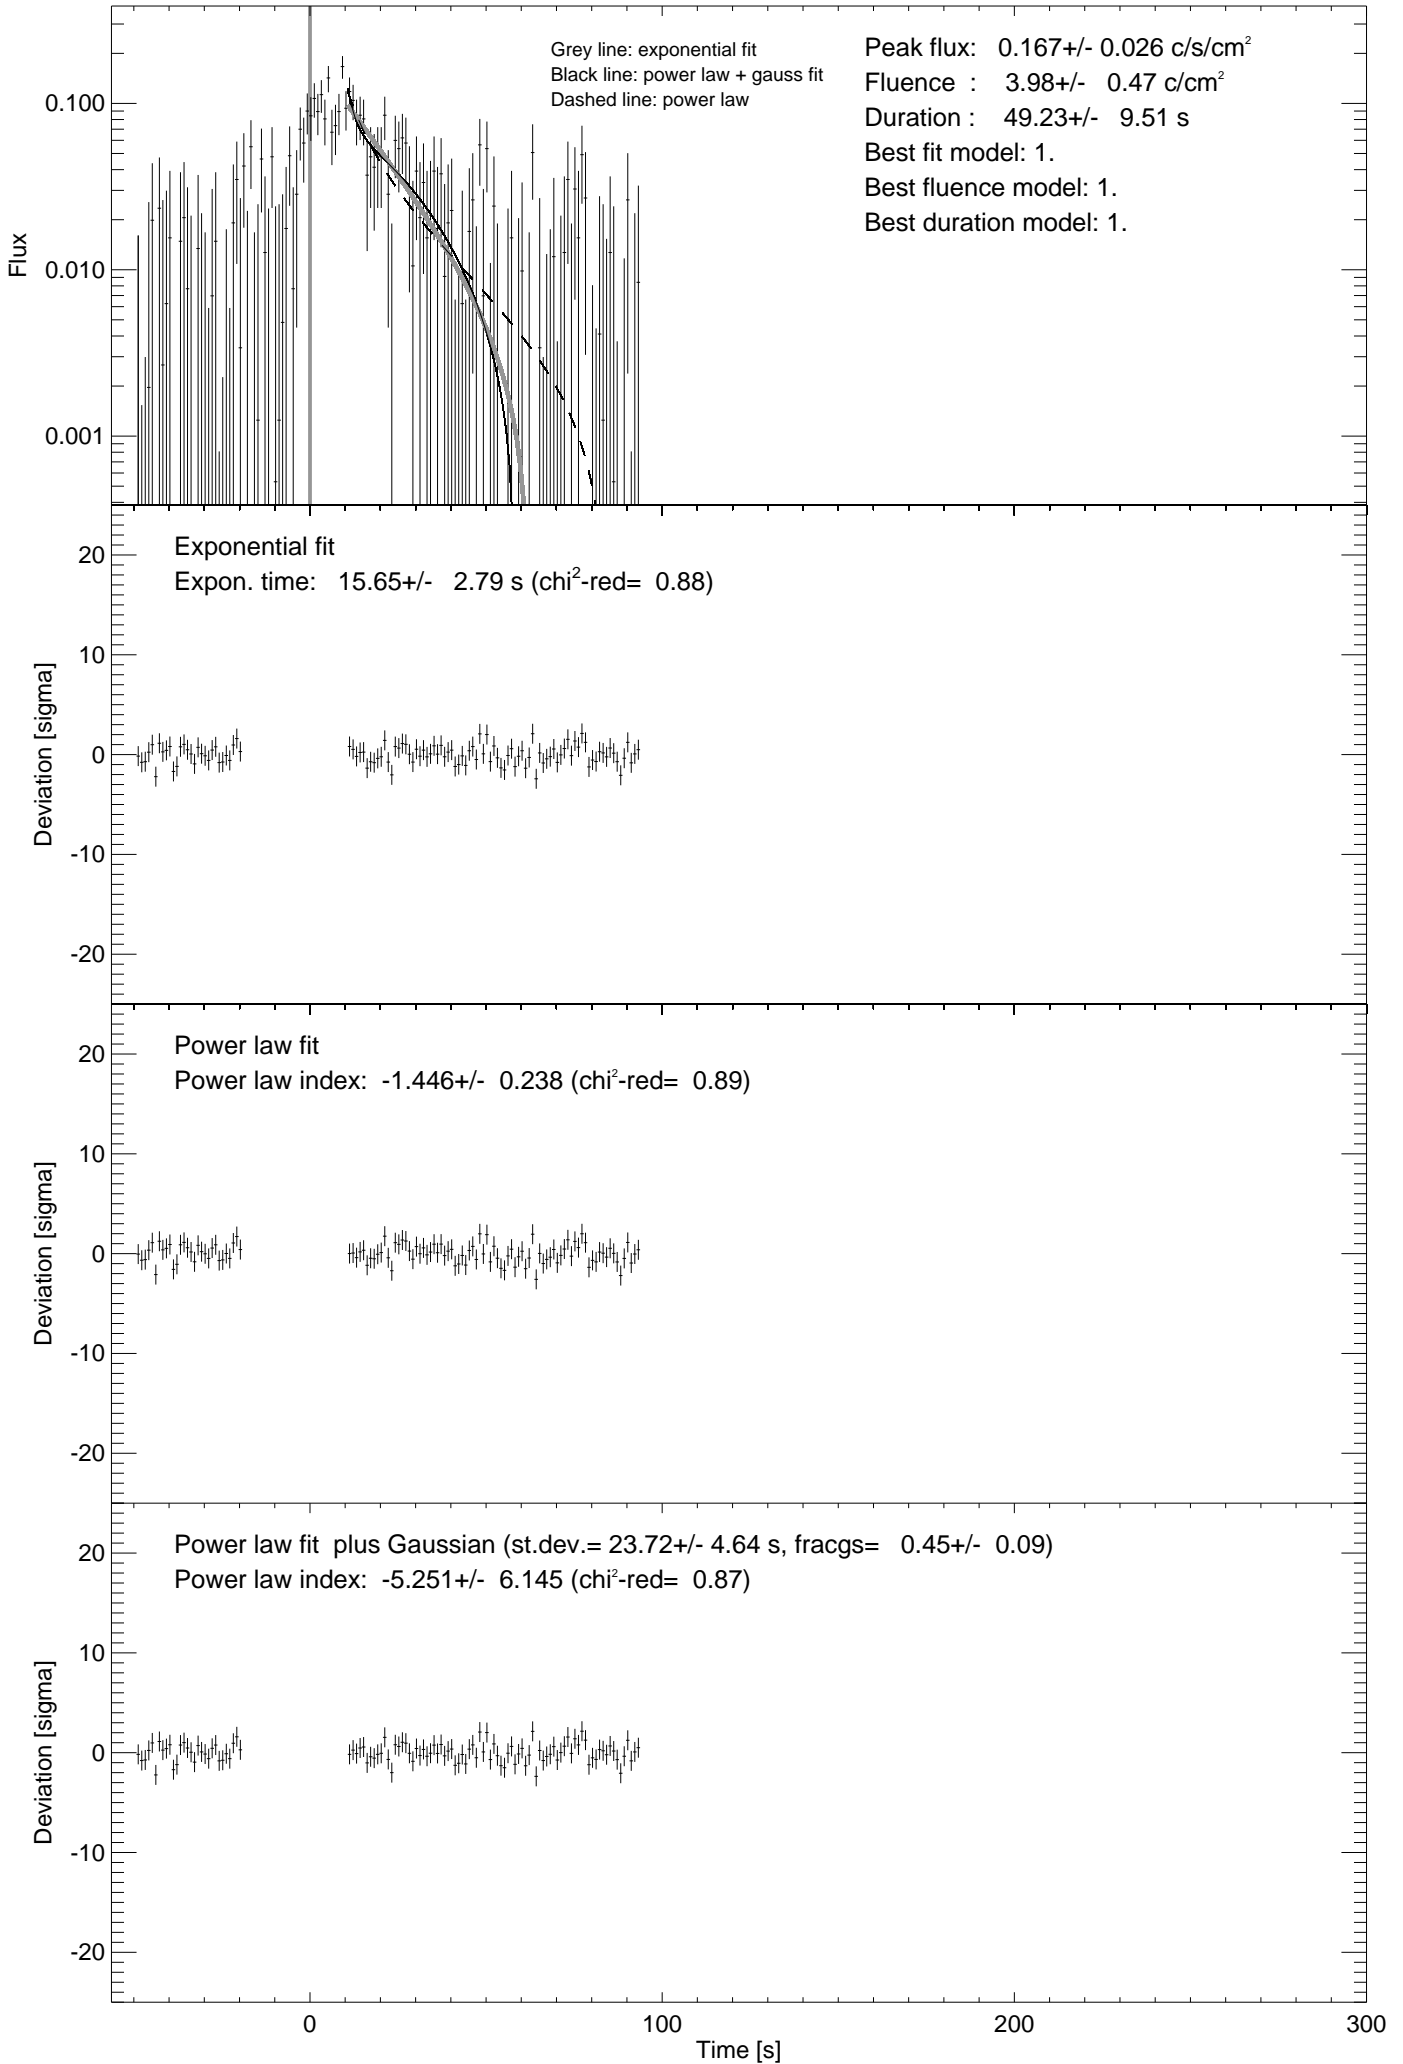 Grey line: exponential fit
Black line: power law + gauss fit
Dashed line: power law
Peak flux: 0.167+/- 0.026 c/s/cm²
Fluence : 3.98+/- 0.47 c/cm²
Duration : 49.23+/- 9.51 s
Best fit model: 1.
Best fluence model: 1.
Best duration model: 1.
Flux
0.100
0.010
0.001
Exponential fit
Expon. time: 15.65+/- 2.79 s (chi²-red= 0.88)
Deviation [sigma]
20
10
0
-10
-20
Power law fit
Power law index: -1.446+/- 0.238 (chi²-red= 0.89)
Deviation [sigma]
20
10
0
-10
-20
Power law fit plus Gaussian (st.dev.= 23.72+/- 4.64 s, fracgs= 0.45+/- 0.09)
Power law index: -5.251+/- 6.145 (chi²-red= 0.87)
Deviation [sigma]
20
10
0
-10
-20
0 100 200 300
Time [s]